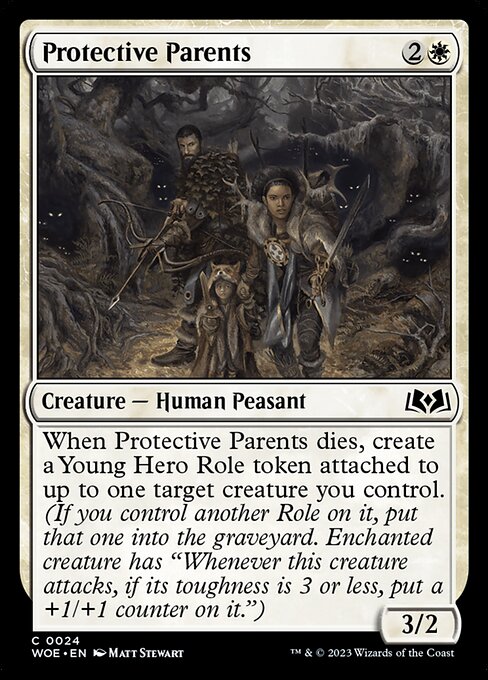 Protective Parents 2
Creature — Human Peasant
When Protective Parents dies, create
a Young Hero Role token attached to
up to one target creature you control.
(If you control another Role on it, put
that one into the graveyard. Enchanted
creature has “Whenever this creature
attacks, if its toughness is 3 or less, put a
+1/+1 counter on it.”)
3/2
C 0024
WOE • EN Matt Stewart
™ & © 2023 Wizards of the Coast